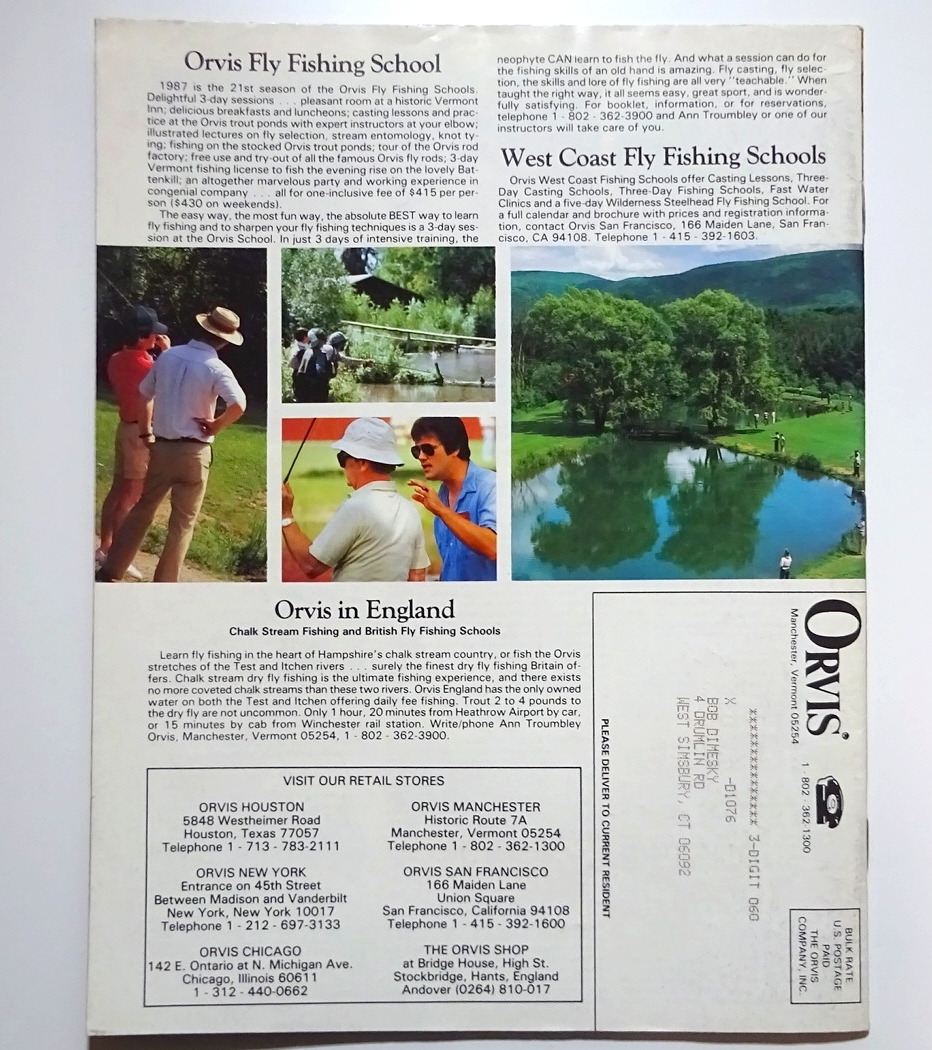 Orvis Fly Fishing School
1987 is the 21st season of the Orvis Fly Fishing Schools.
Delightful 3-day sessions . . . pleasant room at a historic Vermont
Inn; delicious breakfasts and luncheons; casting lessons and prac-
tice at the Orvis trout ponds with expert instructors at your elbow;
illustrated lectures on fly selection, stream entomology, knot ty-
ing; fishing on the stocked Orvis trout ponds; tour of the Orvis rod
factory; free use and try-out of all the famous Orvis fly rods; 3-day
Vermont fishing license to fish the evening rise on the lovely Bat-
tenkill; an altogether marvelous party and working experience in
congenial company . . . all for one-inclusive fee of $415 per per-
son ($430 on weekends).
The easy way, the most fun way, the absolute BEST way to learn
fly fishing and to sharpen your fly fishing techniques is a 3-day ses-
sion at the Orvis School. In just 3 days of intensive training, the
neophyte CAN learn to fish the fly. And what a session can do for
the fishing skills of an old hand is amazing. Fly casting, fly selec-
tion, the skills and lore of fly fishing are all very "teachable." When
taught the right way, it all seems easy, great sport, and is wonder-
fully satisfying. For booklet, information, or for reservations,
telephone 1 - 802 - 362-3900 and Ann Troumbley or one of our
instructors will take care of you.
West Coast Fly Fishing Schools
Orvis West Coast Fishing Schools offer Casting Lessons, Three-
Day Casting Schools, Three-Day Fishing Schools, Fast Water
Clinics and a five-day Wilderness Steelhead Fly Fishing School. For
a full calendar and brochure with prices and registration informa-
tion, contact Orvis San Francisco, 166 Maiden Lane, San Fran-
cisco, CA 94108. Telephone 1 - 415 - 392-1603.
Orvis in England
Chalk Stream Fishing and British Fly Fishing Schools
Learn fly fishing in the heart of Hampshire's chalk stream country, or fish the Orvis
stretches of the Test and Itchen rivers . . . surely the finest dry fly fishing Britain of-
fers. Chalk stream dry fly fishing is the ultimate fishing experience, and there exists
no more coveted chalk streams than these two rivers. Orvis England has the only owned
water on both the Test and Itchen offering daily fee fishing. Trout 2 to 4 pounds to
the dry fly are not uncommon. Only 1 hour, 20 minutes from Heathrow Airport by car,
or 15 minutes by cab from Winchester rail station. Write/phone Ann Troumbley
Orvis, Manchester, Vermont 05254, 1 - 802 - 362-3900.
VISIT OUR RETAIL STORES
ORVIS HOUSTON
5848 Westheimer Road
Houston, Texas 77057
Telephone 1 - 713 - 783-2111
ORVIS NEW YORK
Entrance on 45th Street
Between Madison and Vanderbilt
New York, New York 10017
Telephone 1 - 212 - 697-3133
ORVIS CHICAGO
142 E. Ontario at N. Michigan Ave.
Chicago, Illinois 60611
1 - 312 - 440-0662
ORVIS MANCHESTER
Historic Route 7A
Manchester, Vermont 05254
Telephone 1 - 802 - 362-1300
ORVIS SAN FRANCISCO
166 Maiden Lane
Union Square
San Francisco, California 94108
Telephone 1 - 415 - 392-1600
THE ORVIS SHOP
at Bridge House, High St.
Stockbridge, Hants, England
Andover (0264) 810-017
ORVIS®
Manchester, Vermont 05254 1 - 802 - 362-1300
BULK RATE
U.S. POSTAGE
PAID
THE ORVIS
COMPANY, INC.
XXXXXXXXXXXXXXXX 3-DIGIT 060
X -D1076
BOB DIMESKY
4 DRUMLIN RD
WEST SIMSBURY, CT 06092
PLEASE DELIVER TO CURRENT RESIDENT